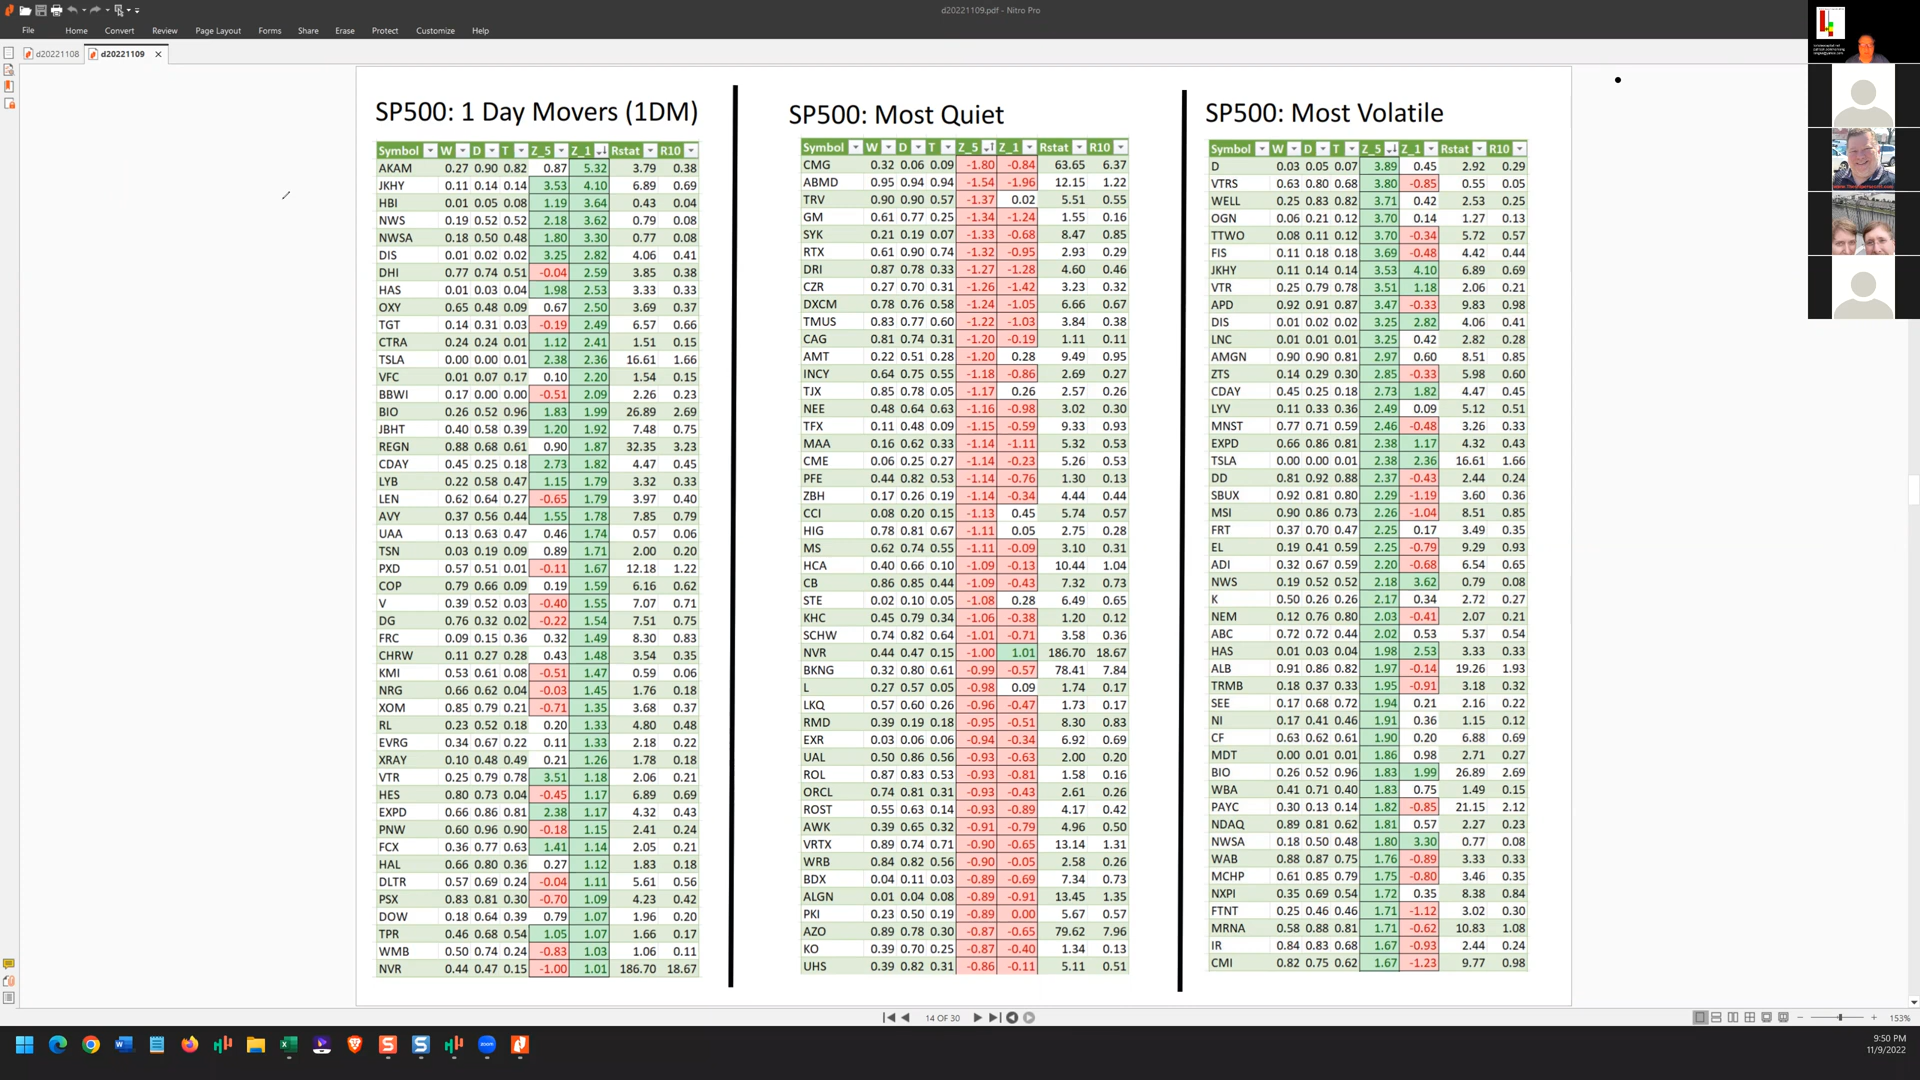 d20221109.pdf - Nitro Pro
File Home Convert Review Page Layout Forms Share Erase Protect Customize Help
d20221108 d20221109
SP500: 1 Day Movers (1DM)
Symbol W D T Z_5 Z_1 Rstat R10
AKAM 0.27 0.90 0.82 0.87 5.32 3.79 0.38
JKHY 0.11 0.14 0.14 3.53 4.10 6.89 0.69
HBI 0.01 0.05 0.08 1.19 3.64 0.43 0.04
NWS 0.19 0.52 0.52 2.18 3.62 0.79 0.08
NWSA 0.18 0.50 0.48 1.80 3.30 0.77 0.08
DIS 0.01 0.02 0.02 3.25 2.82 4.06 0.41
DHI 0.77 0.74 0.51 -0.04 2.59 3.85 0.38
HAS 0.01 0.03 0.04 1.98 2.53 3.33 0.33
OXY 0.65 0.48 0.09 0.67 2.50 3.69 0.37
TGT 0.14 0.31 0.03 -0.19 2.49 6.57 0.66
CTRA 0.24 0.24 0.01 1.12 2.41 1.51 0.15
TSLA 0.00 0.00 0.01 2.38 2.36 16.61 1.66
VFC 0.01 0.07 0.17 0.10 2.20 1.54 0.15
BBWI 0.17 0.00 0.00 -0.51 2.09 2.26 0.23
BIO 0.26 0.52 0.96 1.83 1.99 26.89 2.69
JBHT 0.40 0.58 0.39 1.20 1.92 7.48 0.75
REGN 0.88 0.68 0.61 0.90 1.87 32.35 3.23
CDAY 0.45 0.25 0.18 2.73 1.82 4.47 0.45
LYB 0.22 0.58 0.47 1.15 1.79 3.32 0.33
LEN 0.62 0.64 0.27 -0.65 1.79 3.97 0.40
AVY 0.37 0.56 0.44 1.55 1.78 7.85 0.79
UAA 0.13 0.63 0.47 0.46 1.74 0.57 0.06
TSN 0.03 0.19 0.09 0.89 1.71 2.00 0.20
PXD 0.57 0.51 0.01 -0.11 1.67 12.18 1.22
COP 0.79 0.66 0.09 0.19 1.59 6.16 0.62
V 0.39 0.52 0.03 -0.40 1.55 7.07 0.71
DG 0.76 0.32 0.02 -0.22 1.54 7.51 0.75
FRC 0.09 0.15 0.36 0.32 1.49 8.30 0.83
CHRW 0.11 0.27 0.28 0.43 1.48 3.54 0.35
KMI 0.53 0.61 0.08 -0.51 1.47 0.59 0.06
NRG 0.66 0.62 0.04 -0.03 1.45 1.76 0.18
XOM 0.85 0.79 0.21 -0.71 1.35 3.68 0.37
RL 0.23 0.52 0.18 0.20 1.33 4.80 0.48
EVRG 0.34 0.67 0.22 0.11 1.33 2.18 0.22
XRAY 0.10 0.48 0.49 0.21 1.26 1.78 0.18
VTR 0.25 0.79 0.78 3.51 1.18 2.06 0.21
HES 0.80 0.73 0.04 -0.45 1.17 6.89 0.69
EXPD 0.66 0.86 0.81 2.38 1.17 4.32 0.43
PNW 0.60 0.96 0.90 -0.18 1.15 2.41 0.24
FCX 0.36 0.77 0.63 1.41 1.14 2.05 0.21
HAL 0.66 0.80 0.36 0.27 1.12 1.83 0.18
DLTR 0.57 0.69 0.24 -0.04 1.11 5.61 0.56
PSX 0.83 0.81 0.30 -0.70 1.09 4.23 0.42
DOW 0.18 0.64 0.39 0.79 1.07 1.96 0.20
TPR 0.46 0.68 0.54 1.05 1.07 1.66 0.17
WMB 0.50 0.74 0.24 -0.83 1.03 1.06 0.11
NVR 0.44 0.47 0.15 -1.00 1.01 186.70 18.67
SP500: Most Quiet
Symbol W D T Z_5 Z_1 Rstat R10
CMG 0.32 0.06 0.09 -1.80 -0.84 63.65 6.37
ABMD 0.95 0.94 0.94 -1.54 -1.96 12.15 1.22
TRV 0.90 0.90 0.57 -1.37 0.02 5.51 0.55
GM 0.61 0.77 0.25 -1.34 -1.24 1.55 0.16
SYK 0.21 0.19 0.07 -1.33 -0.68 8.47 0.85
RTX 0.61 0.90 0.74 -1.32 -0.95 2.93 0.29
DRI 0.87 0.78 0.33 -1.27 -1.28 4.60 0.46
CZR 0.27 0.70 0.31 -1.26 -1.42 3.23 0.32
DXCM 0.78 0.76 0.58 -1.24 -1.05 6.66 0.67
TMUS 0.83 0.77 0.60 -1.22 -1.03 3.84 0.38
CAG 0.81 0.74 0.31 -1.20 -0.19 1.11 0.11
AMT 0.22 0.51 0.28 -1.20 0.28 9.49 0.95
INCY 0.64 0.75 0.55 -1.18 -0.86 2.69 0.27
TJX 0.85 0.78 0.05 -1.17 0.26 2.57 0.26
NEE 0.48 0.64 0.63 -1.16 -0.98 3.02 0.30
TFX 0.11 0.48 0.09 -1.15 -0.59 9.33 0.93
MAA 0.16 0.62 0.33 -1.14 -1.11 5.32 0.53
CME 0.06 0.25 0.27 -1.14 -0.23 5.26 0.53
PFE 0.44 0.82 0.53 -1.14 -0.76 1.30 0.13
ZBH 0.17 0.26 0.19 -1.14 -0.34 4.44 0.44
CCI 0.08 0.20 0.15 -1.13 0.45 5.74 0.57
HIG 0.78 0.81 0.67 -1.11 0.05 2.75 0.28
MS 0.62 0.74 0.55 -1.11 -0.09 3.10 0.31
HCA 0.40 0.66 0.10 -1.09 -0.13 10.44 1.04
CB 0.86 0.85 0.44 -1.09 -0.43 7.32 0.73
STE 0.02 0.10 0.05 -1.08 0.28 6.49 0.65
KHC 0.45 0.79 0.34 -1.06 -0.38 1.20 0.12
SCHW 0.74 0.82 0.64 -1.01 -0.71 3.58 0.36
NVR 0.44 0.47 0.15 -1.00 1.01 186.70 18.67
BKNG 0.32 0.80 0.61 -0.99 -0.57 78.41 7.84
L 0.27 0.57 0.05 -0.98 0.09 1.74 0.17
LKQ 0.57 0.60 0.26 -0.96 -0.47 1.73 0.17
RMD 0.39 0.19 0.18 -0.95 -0.51 8.30 0.83
EXR 0.03 0.06 0.06 -0.94 -0.34 6.92 0.69
UAL 0.50 0.86 0.56 -0.93 -0.63 2.00 0.20
ROL 0.87 0.83 0.53 -0.93 -0.81 1.58 0.16
ORCL 0.74 0.81 0.31 -0.93 -0.43 2.61 0.26
ROST 0.55 0.63 0.14 -0.93 -0.89 4.17 0.42
AWK 0.39 0.65 0.32 -0.91 -0.79 4.96 0.50
VRTX 0.89 0.74 0.71 -0.90 -0.65 13.14 1.31
WRB 0.84 0.82 0.56 -0.90 -0.05 2.58 0.26
BDX 0.04 0.11 0.03 -0.89 -0.69 7.34 0.73
ALGN 0.01 0.04 0.08 -0.89 -0.91 13.45 1.35
PKI 0.23 0.50 0.19 -0.89 0.00 5.67 0.57
AZO 0.89 0.78 0.30 -0.87 -0.65 79.62 7.96
KO 0.39 0.70 0.25 -0.87 -0.40 1.34 0.13
UHS 0.39 0.82 0.31 -0.86 -0.11 5.11 0.51
SP500: Most Volatile
Symbol W D T Z_5 Z_1 Rstat R10
D 0.03 0.05 0.07 3.89 0.45 2.92 0.29
VTRS 0.63 0.80 0.68 3.80 -0.85 0.55 0.05
WELL 0.25 0.83 0.82 3.71 0.42 2.53 0.25
OGN 0.06 0.21 0.12 3.70 0.14 1.27 0.13
TTWO 0.08 0.11 0.12 3.70 -0.34 5.72 0.57
FIS 0.11 0.18 0.18 3.69 -0.48 4.42 0.44
JKHY 0.11 0.14 0.14 3.53 4.10 6.89 0.69
VTR 0.25 0.79 0.78 3.51 1.18 2.06 0.21
APD 0.92 0.91 0.87 3.47 -0.33 9.83 0.98
DIS 0.01 0.02 0.02 3.25 2.82 4.06 0.41
LNC 0.01 0.01 0.01 3.25 0.42 2.82 0.28
AMGN 0.90 0.90 0.81 2.97 0.60 8.51 0.85
ZTS 0.14 0.29 0.30 2.85 -0.33 5.98 0.60
CDAY 0.45 0.25 0.18 2.73 1.82 4.47 0.45
LYV 0.11 0.33 0.36 2.49 0.09 5.12 0.51
MNST 0.77 0.71 0.59 2.46 -0.48 3.26 0.33
EXPD 0.66 0.86 0.81 2.38 1.17 4.32 0.43
TSLA 0.00 0.00 0.01 2.38 2.36 16.61 1.66
DD 0.81 0.92 0.88 2.37 -0.43 2.44 0.24
SBUX 0.92 0.81 0.80 2.29 -1.19 3.60 0.36
MSI 0.90 0.86 0.73 2.26 -1.04 8.51 0.85
FRT 0.37 0.70 0.47 2.25 0.17 3.49 0.35
EL 0.19 0.41 0.59 2.25 -0.79 9.29 0.93
ADI 0.32 0.67 0.59 2.20 -0.68 6.54 0.65
NWS 0.19 0.52 0.52 2.18 3.62 0.79 0.08
K 0.50 0.26 0.26 2.17 0.34 2.72 0.27
NEM 0.12 0.76 0.80 2.03 -0.41 2.07 0.21
ABC 0.72 0.72 0.44 2.02 0.53 5.37 0.54
HAS 0.01 0.03 0.04 1.98 2.53 3.33 0.33
ALB 0.91 0.86 0.82 1.97 -0.14 19.26 1.93
TRMB 0.18 0.37 0.33 1.95 -0.91 3.18 0.32
SEE 0.17 0.68 0.72 1.94 0.21 2.16 0.22
NI 0.17 0.41 0.46 1.91 0.36 1.15 0.12
CF 0.63 0.62 0.61 1.90 0.20 6.88 0.69
MDT 0.00 0.01 0.01 1.86 0.98 2.71 0.27
BIO 0.26 0.52 0.96 1.83 1.99 26.89 2.69
WBA 0.41 0.71 0.40 1.83 0.75 1.49 0.15
PAYC 0.30 0.13 0.14 1.82 -0.85 21.15 2.12
NDAQ 0.89 0.81 0.62 1.81 0.57 2.27 0.23
NWSA 0.18 0.50 0.48 1.80 3.30 0.77 0.08
WAB 0.88 0.87 0.75 1.76 -0.89 3.33 0.33
MCHP 0.61 0.85 0.79 1.75 -0.80 3.46 0.35
NXPI 0.35 0.69 0.54 1.72 0.35 8.38 0.84
FTNT 0.25 0.46 0.46 1.71 -1.12 3.02 0.30
MRNA 0.58 0.88 0.81 1.71 -0.62 10.83 1.08
IR 0.84 0.83 0.68 1.67 -0.93 2.44 0.24
CMI 0.82 0.75 0.62 1.67 -1.23 9.77 0.98
14 OF 30
153%
9:50 PM
11/9/2022